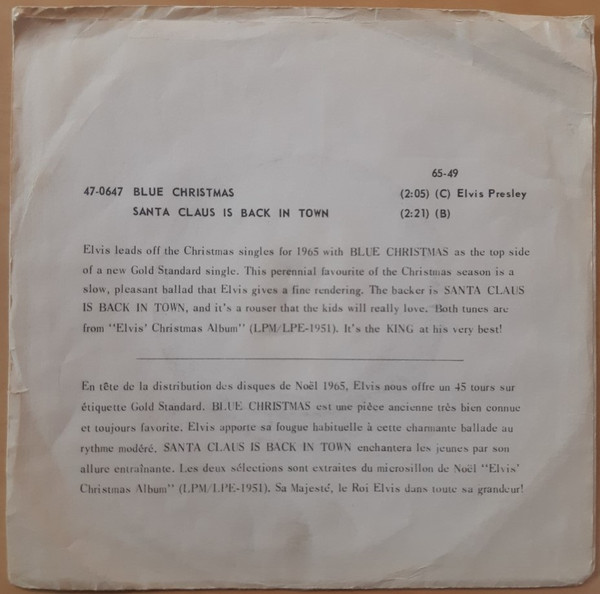 65-49
47-0647 BLUE CHRISTMAS (2:05) (C) Elvis Presley
SANTA CLAUS IS BACK IN TOWN (2:21) (B)
Elvis leads off the Christmas singles for 1965 with BLUE CHRISTMAS as the top side
of a new Gold Standard single. This perennial favourite of the Christmas season is a
slow, pleasant ballad that Elvis gives a fine rendering. The backer is SANTA CLAUS
IS BACK IN TOWN, and it's a rouser that the kids will really love. Both tunes are
from "Elvis' Christmas Album" (LPM/LPE-1951). It's the KING at his very best!
En tête de la distribution des disques de Noël 1965, Elvis nous offre un 45 tours sur
étiquette Gold Standard. BLUE CHRISTMAS est une pièce ancienne très bien connue
et toujours favorite. Elvis apporte sa fougue habituelle à cette charmante ballade au
rythme modéré. SANTA CLAUS IS BACK IN TOWN enchantera les jeunes par son
allure entraînante. Les deux sélections sont extraites du microsillon de Noël "Elvis'
Christmas Album" (LPM/LPE-1951). Sa Majesté, le Roi Elvis dans toute sa grandeur!